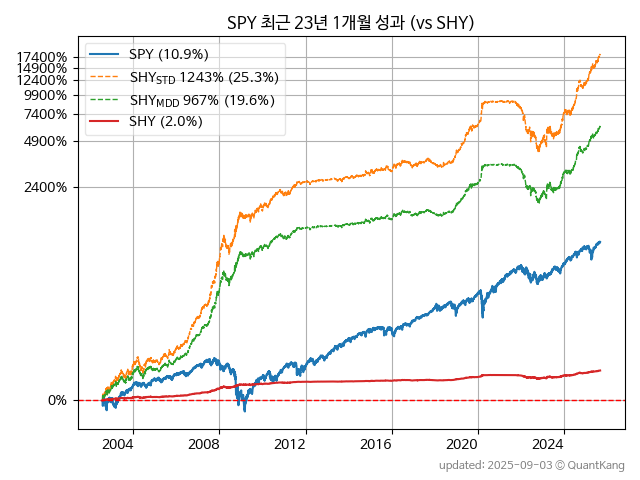 SPY 최근 23년 1개월 성과 (vs SHY)
17400%
14900%
12400%
9900%
7400%
4900%
2400%
0%
SPY (10.9%)
SHY_STD 1243% (25.3%)
SHY_MDD 967% (19.6%)
SHY (2.0%)
2004 2008 2012 2016 2020 2024
updated: 2025-09-03 © QuantKang